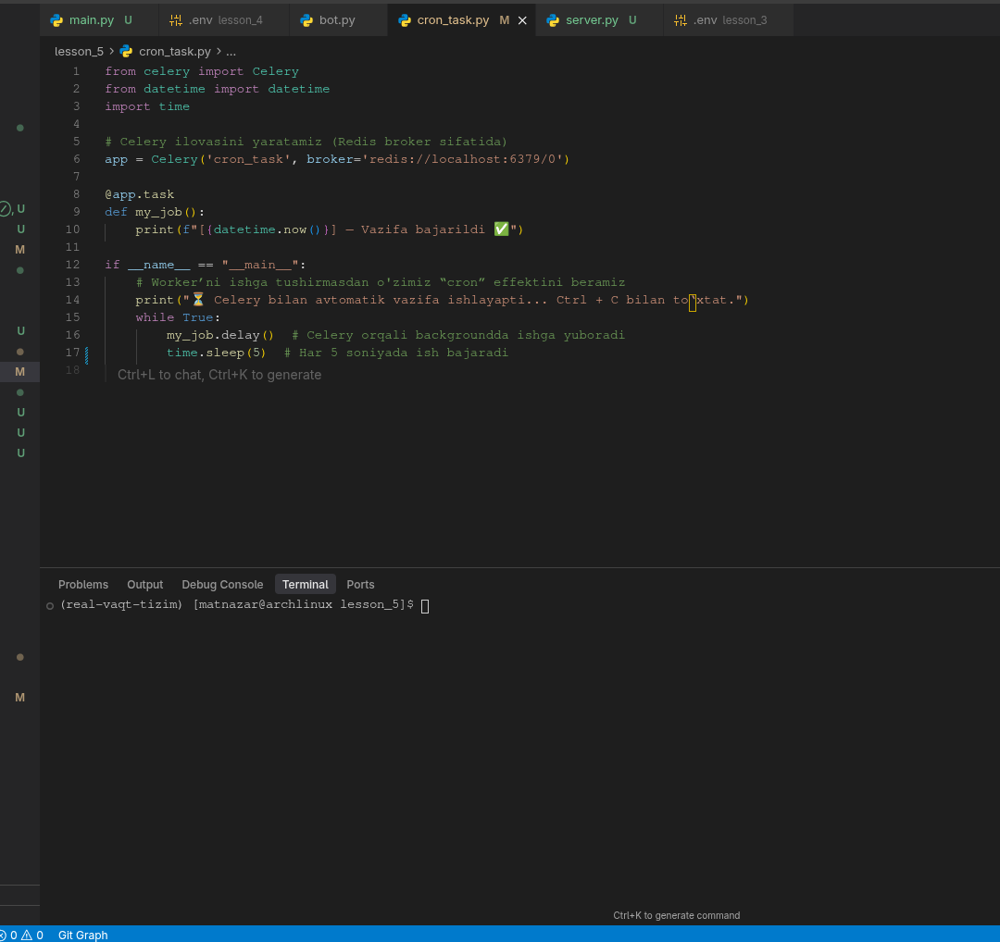 main.py U .env lesson_4 bot.py cron_task.py M server.py U .env lesson_3
lesson_5 > cron_task.py > ...
1 from celery import Celery
2 from datetime import datetime
3 import time
4
5 # Celery ilovasini yaratamiz (Redis broker sifatida)
6 app = Celery('cron_task', broker='redis://localhost:6379/0')
7
8 @app.task
9 def my_job():
10 print(f"[{datetime.now()}] — Vazifa bajarildi ✅")
11
12 if __name__ == "__main__":
13 # Worker’ni ishga tushirmasdan o'zimiz “cron” effektini beramiz
14 print("⏳ Celery bilan avtomatik vazifa ishlayapti... Ctrl + C bilan to‘xtat.")
15 while True:
16 my_job.delay() # Celery orqali backgroundda ishga yuboradi
17 time.sleep(5) # Har 5 soniyada ish bajaradi
18 Ctrl+L to chat, Ctrl+K to generate
U
U
M
U
M
U
U
U
M
Problems Output Debug Console Terminal Ports
(real-vaqt-tizim) [matnazar@archlinux lesson_5]$
Ctrl+K to generate command
0 0 Git Graph